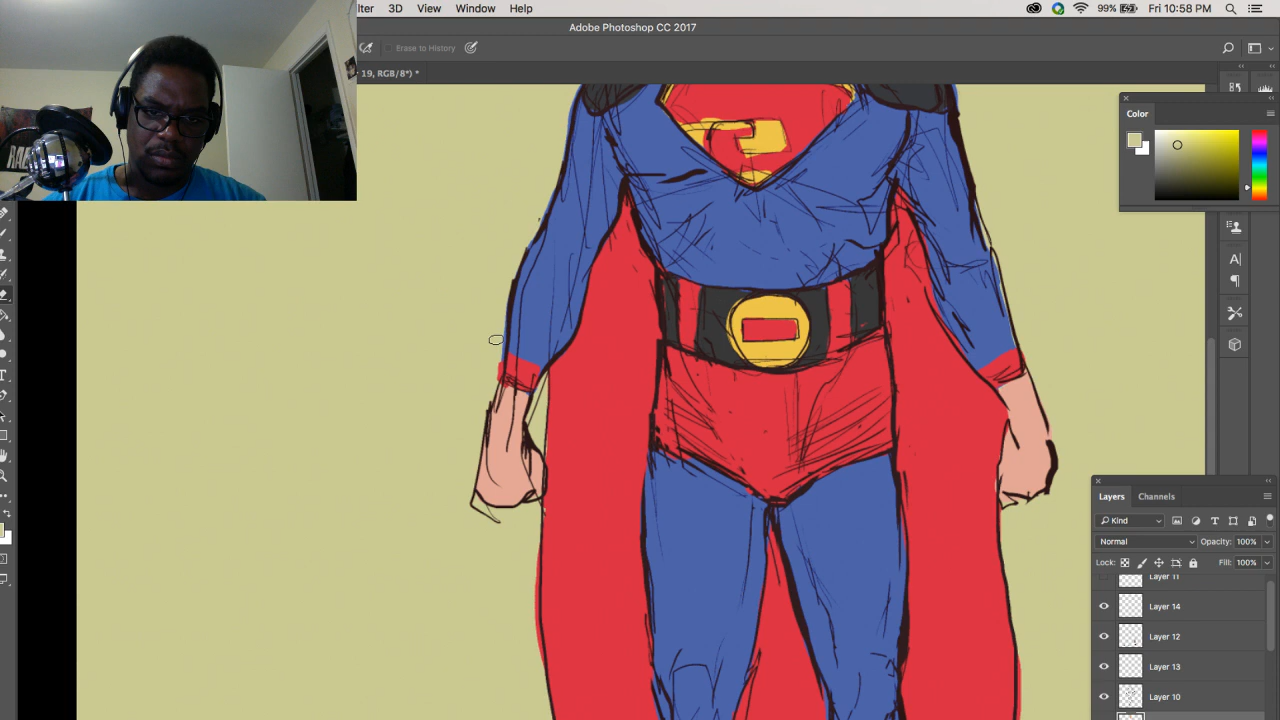 lter 3D View Window Help 99% Fri 10:58 PM
Adobe Photoshop CC 2017
Erase to History
19, RGB/8*) *
Color
Layers Channels
Kind
Normal Opacity: 100%
Lock: Fill: 100%
Layer 11
Layer 14
Layer 12
Layer 13
Layer 10